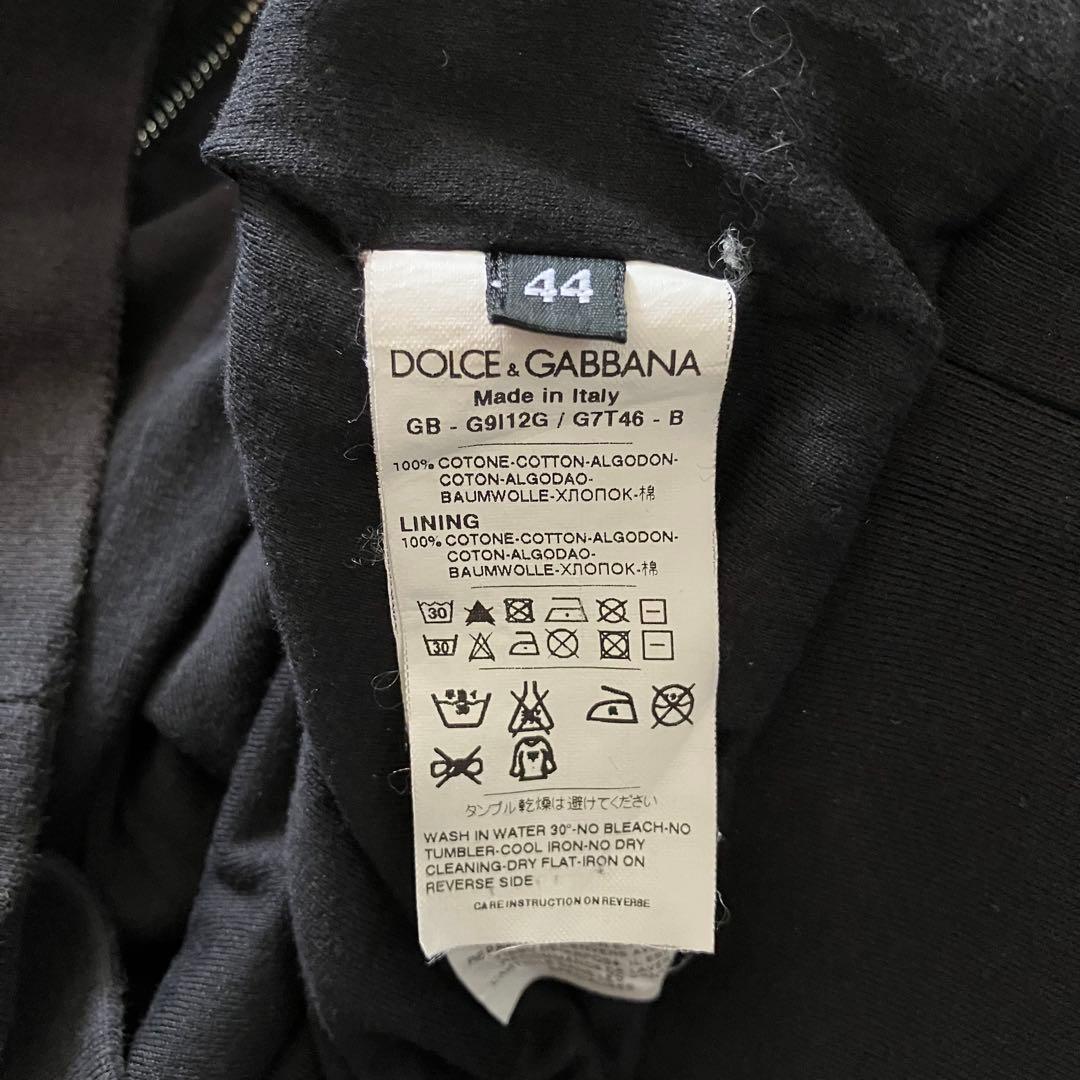 44
DOLCE & GABBANA
Made in Italy
GB - G9I12G / G7T46 - B
100% COTONE-COTTON-ALGODON-
COTON-ALGODAO-
BAUMWOLLE-ХЛОПОК-棉
LINING
100% COTONE-COTTON-ALGODON-
COTON-ALGODAO-
BAUMWOLLE-ХЛОПОК-棉
30
30
30
タンブル乾燥は避けてください
WASH IN WATER 30°-NO BLEACH-NO
TUMBLER-COOL IRON-NO DRY
CLEANING-DRY FLAT-IRON ON
REVERSE SIDE
CARE INSTRUCTION ON REVERSE